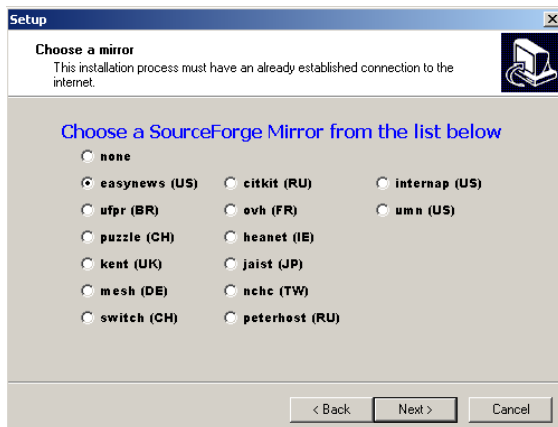 Setup
Choose a mirror
This installation process must have an already established connection to the
internet.
Choose a SourceForge Mirror from the list below
none
easynews (US) citkit (RU) internap (US)
ufpr (BR) ovh (FR) umn (US)
puzzle (CH) heanet (IE)
kent (UK) jaist (JP)
mesh (DE) nchc (TW)
switch (CH) peterhost (RU)
< Back Next > Cancel